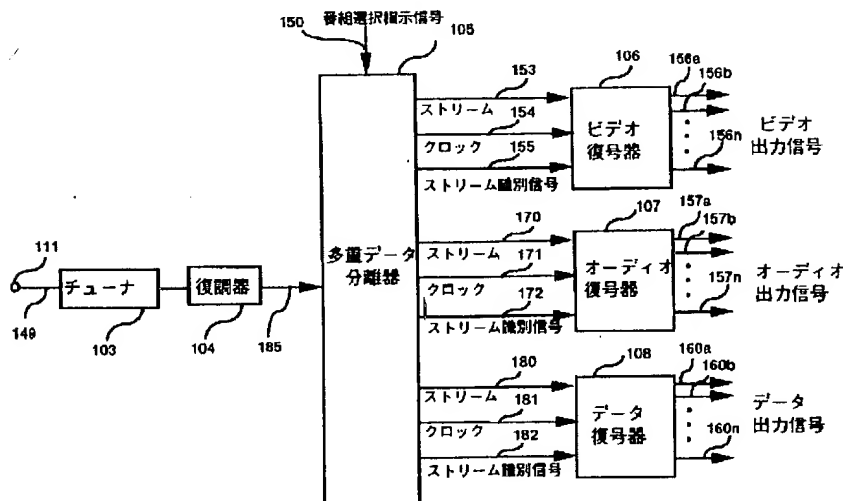 150 番組選択指示信号
105
153
ストリーム
154
クロック
155
ストリーム識別信号
106
ビデオ
復号器
156a
156b
156n
ビデオ
出力信号
111
149
チューナ
103
復調器
104
185
多重データ
分離器
170
ストリーム
171
クロック
172
ストリーム識別信号
107
オーディオ
復号器
157a
157b
157n
オーディオ
出力信号
180
ストリーム
181
クロック
182
ストリーム識別信号
108
データ
復号器
160a
160b
160n
データ
出力信号